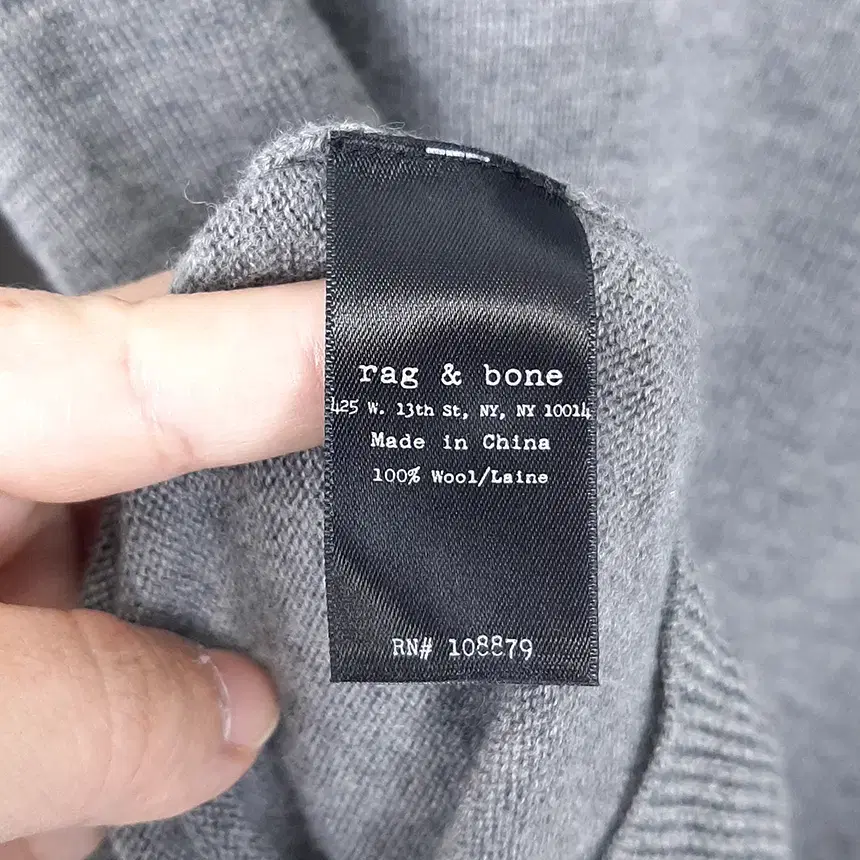 rag & bone
425 W. 13th St, NY, NY 10014
Made in China
100% Wool/Laine
RN# 108879